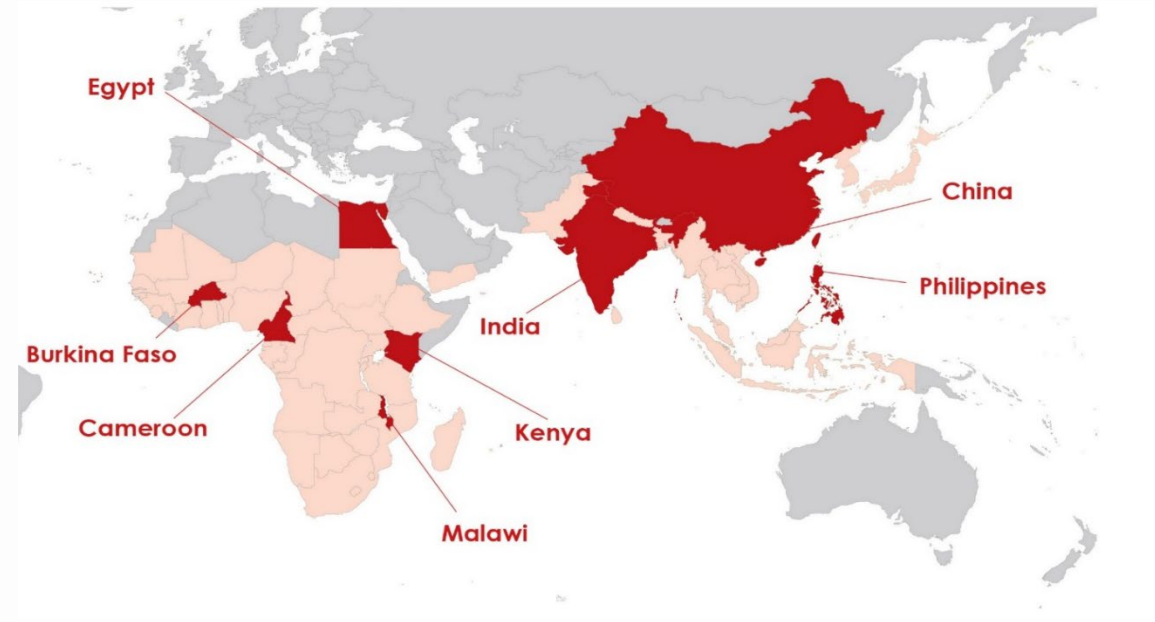 Egypt
China
Philippines
India
Burkina Faso
Cameroon
Kenya
Malawi